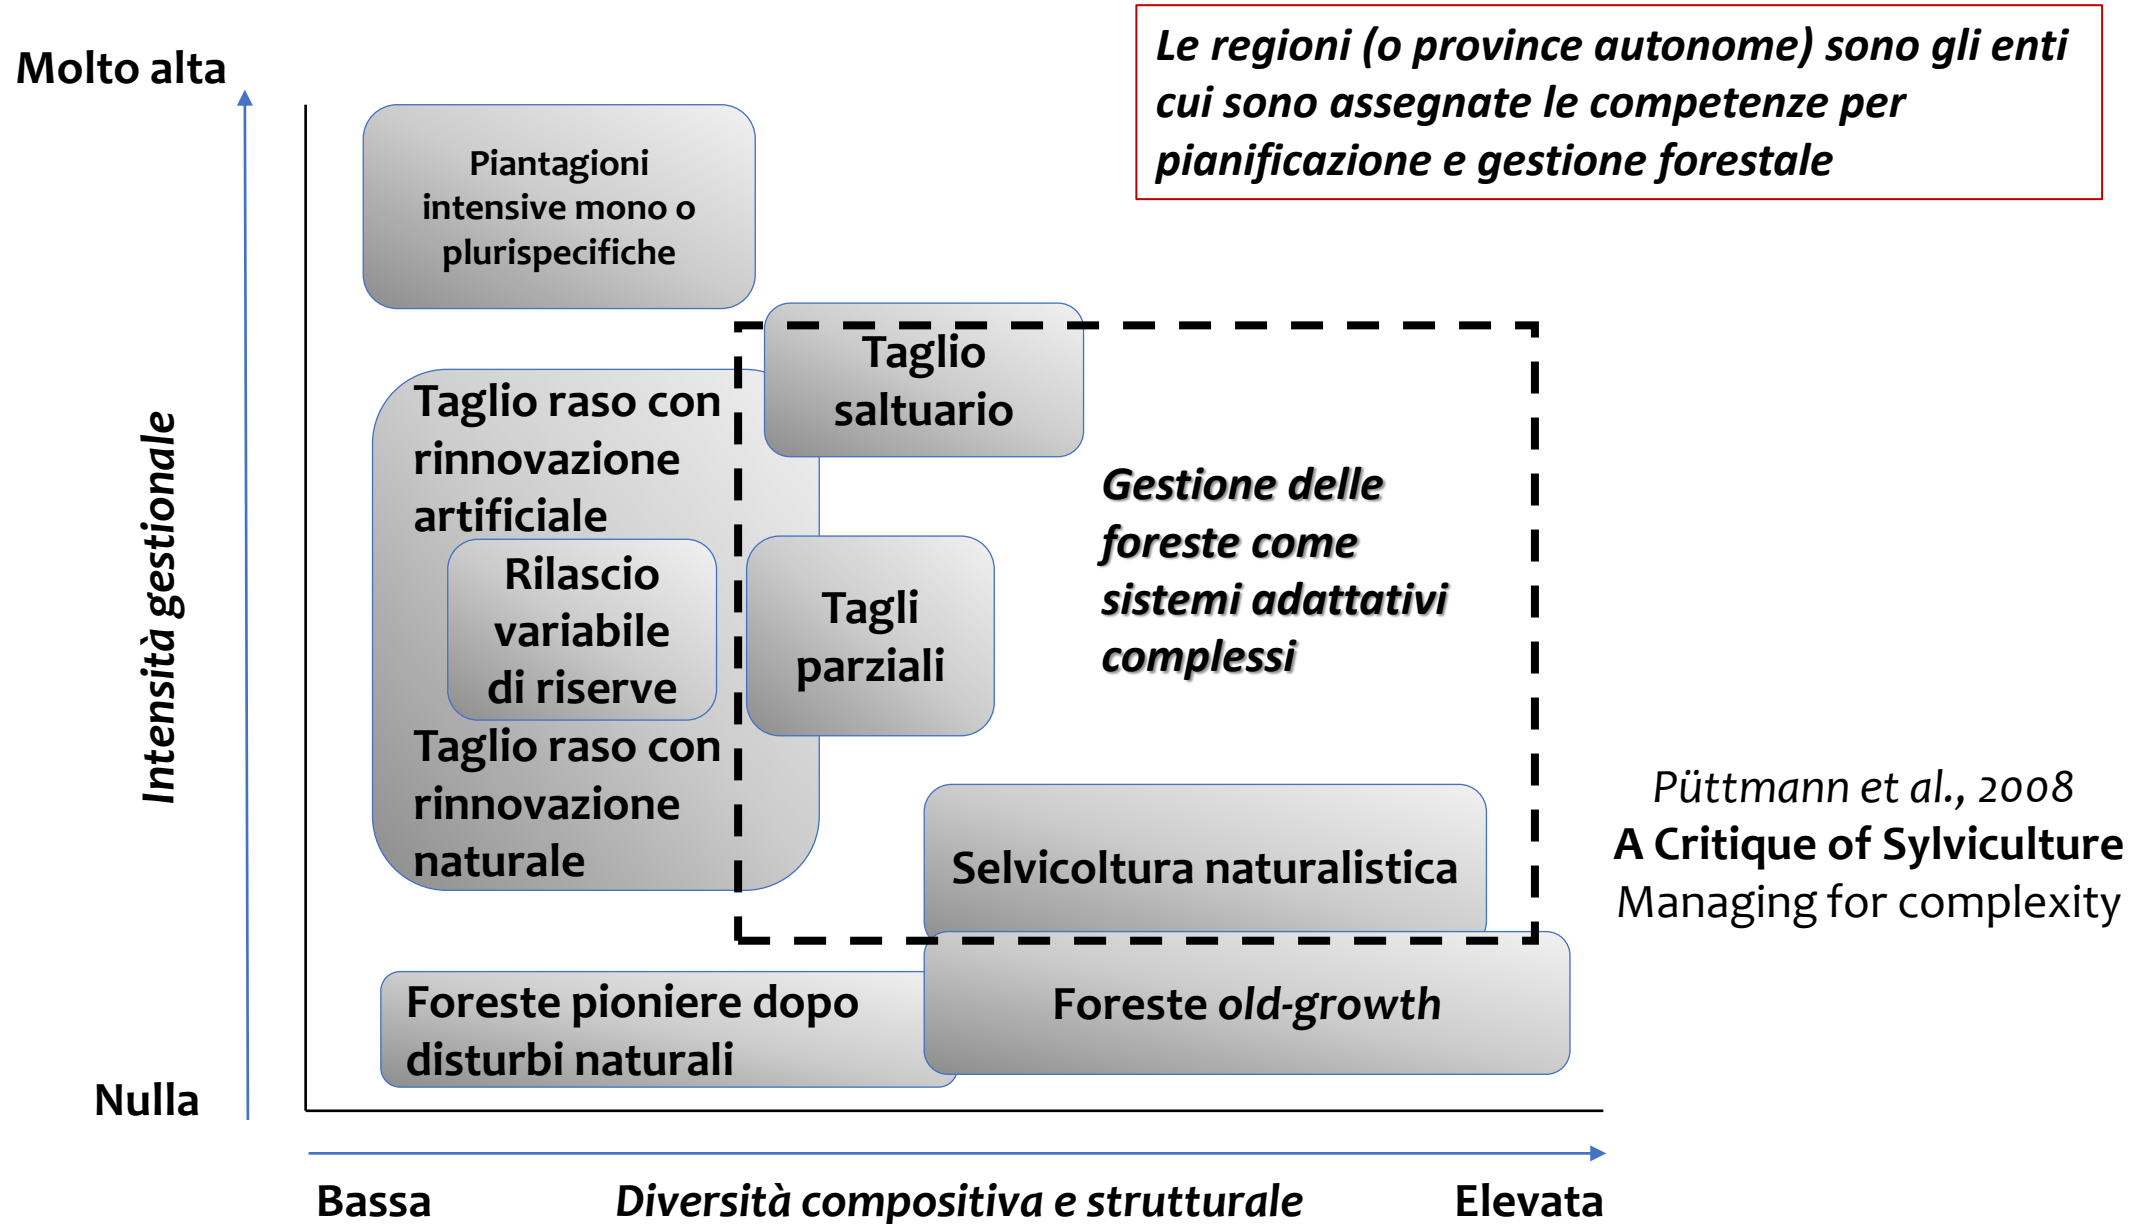 Le regioni (o province autonome) sono gli enti
cui sono assegnate le competenze per
pianificazione e gestione forestale
Molto alta
Piantagioni
intensive mono o
plurispecifiche
Taglio
saltuario
Taglio raso con
rinnovazione
artificiale
Intensità gestionale
Gestione delle
foreste come
sistemi adattativi
complessi
Rilascio
variabile
di riserve
Tagli
parziali
Taglio raso con
rinnovazione
naturale
Püttmann et al., 2008
A Critique of Sylviculture
Managing for complexity
Selvicoltura naturalistica
Foreste pioniere dopo
disturbi naturali
Foreste old-growth
Nulla
Bassa
Diversità compositiva e strutturale
Elevata